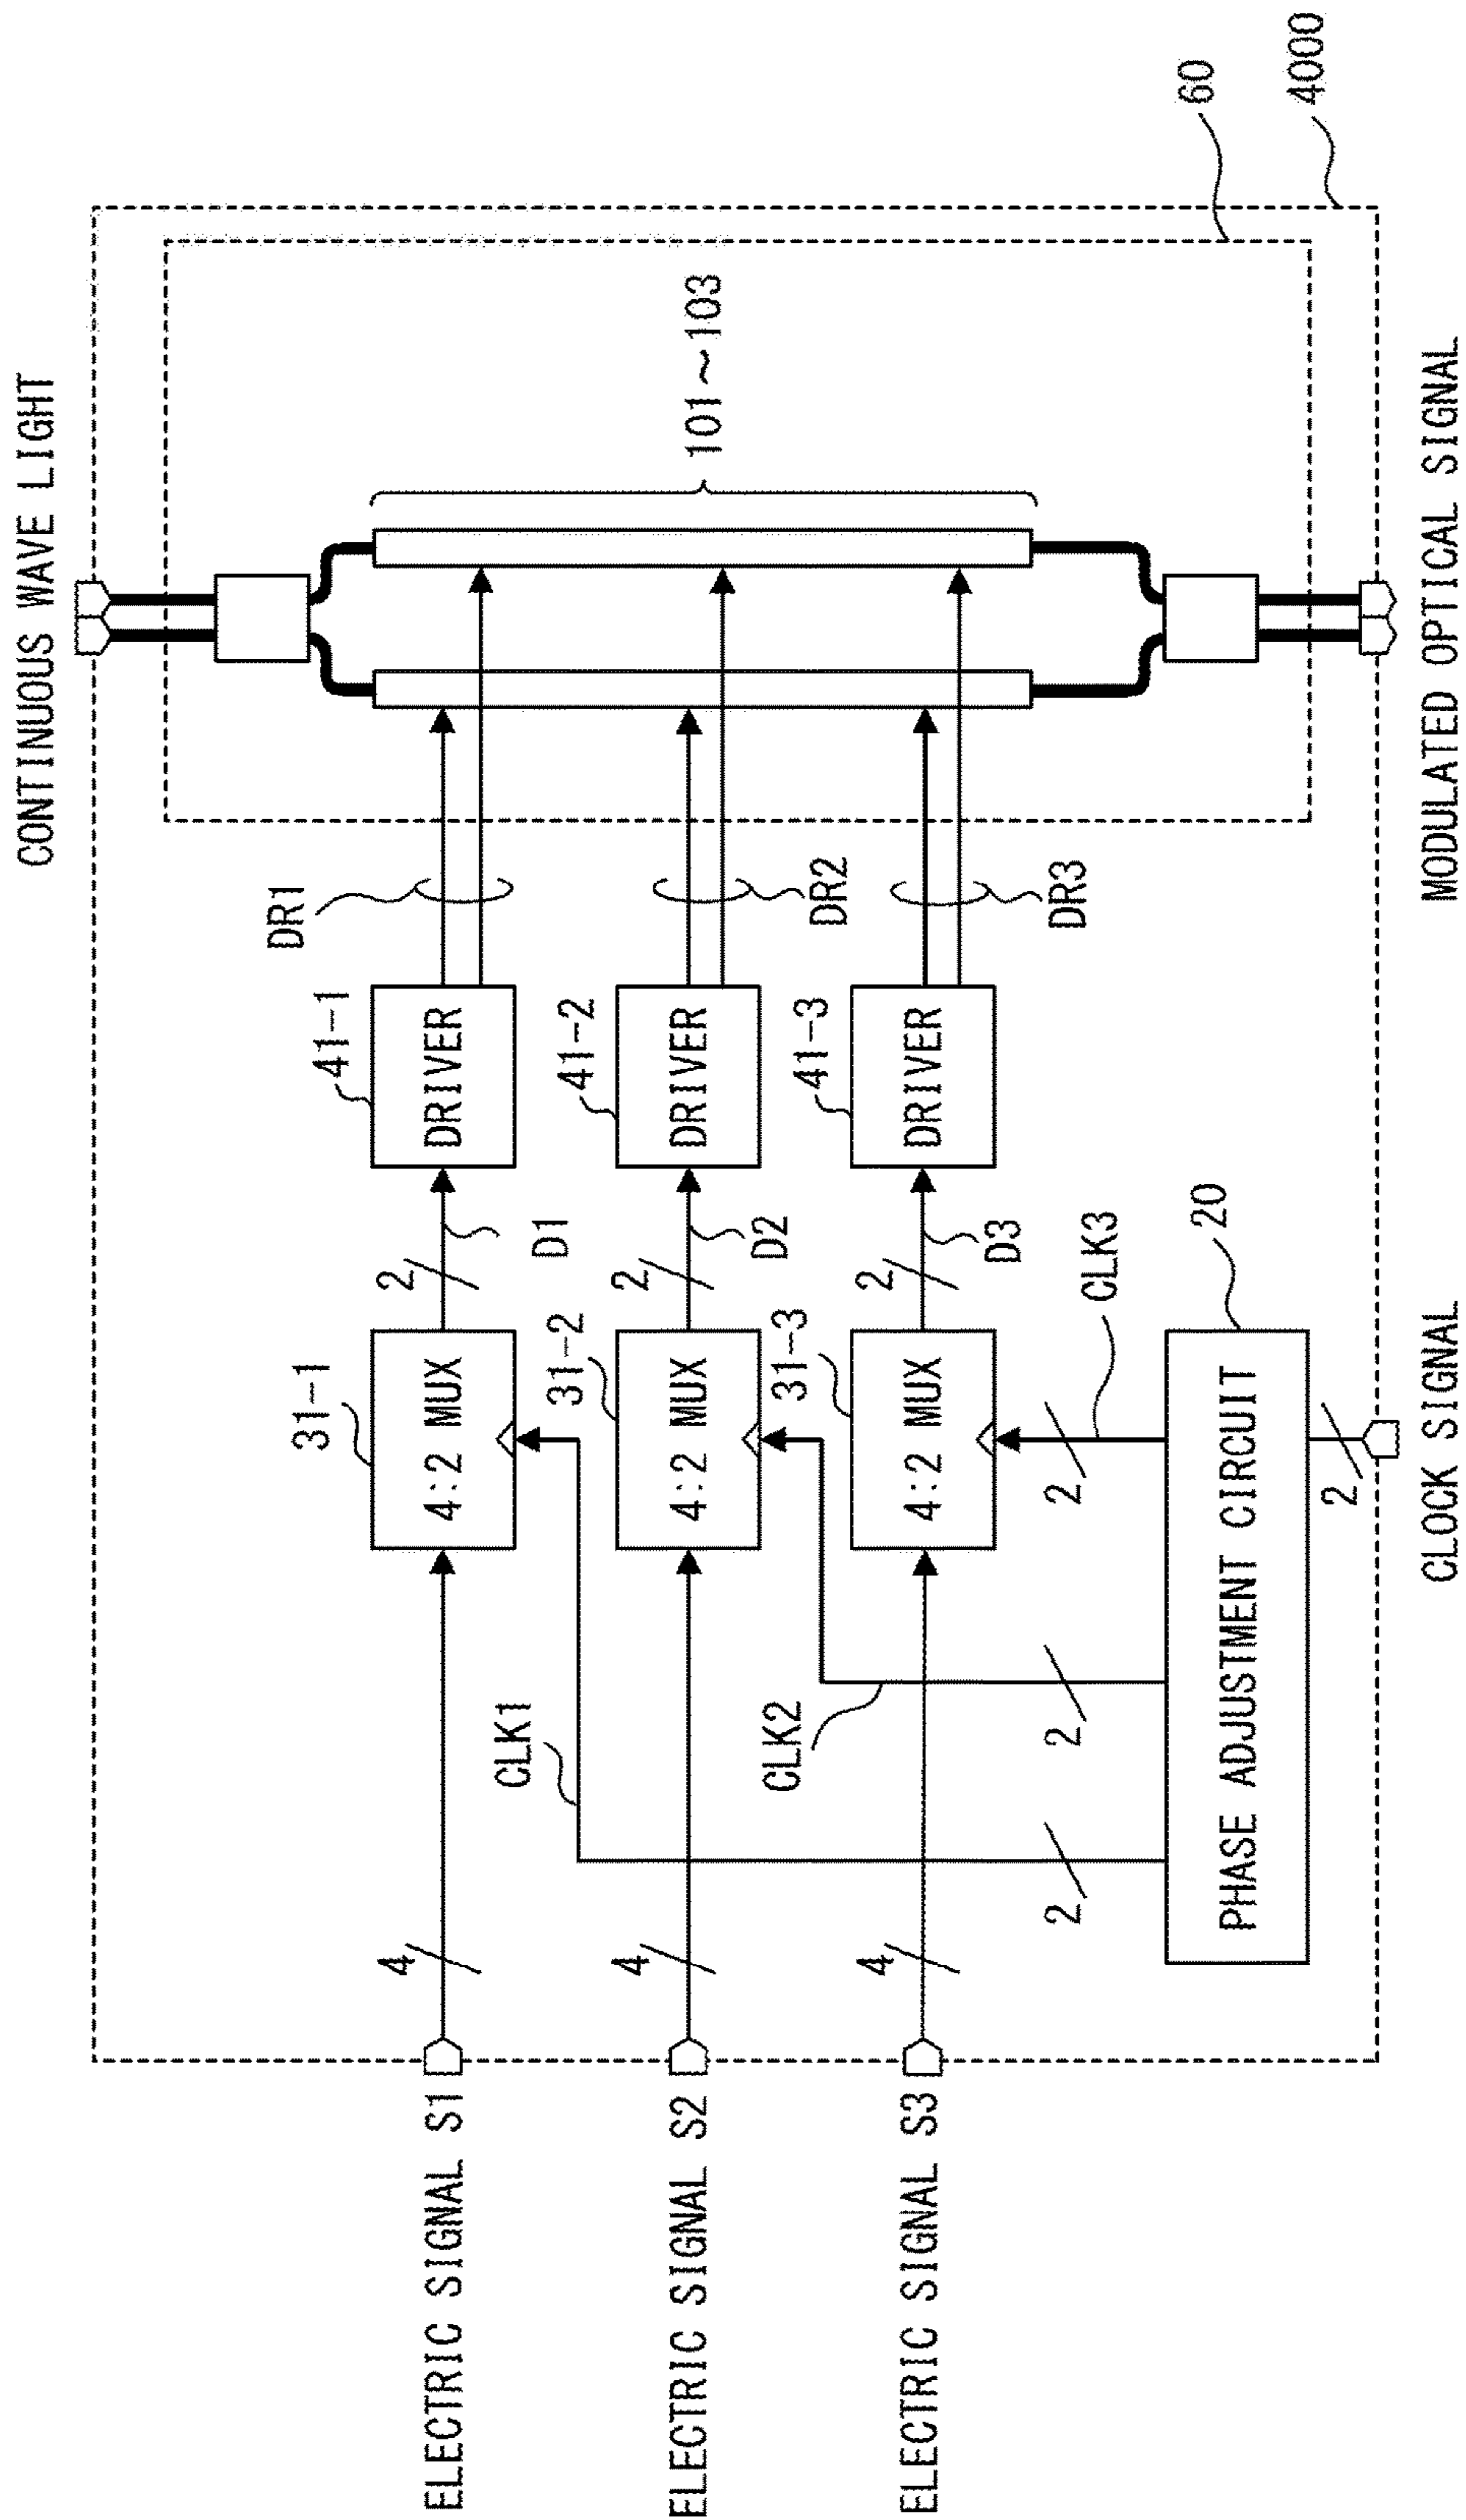 CONTINUOUS WAVE LIGHT
4000
60
101~103
DR1
DR2
DR3
41-1
DRIVER
41-2
DRIVER
41-3
DRIVER
2
D1
2
D2
2
D3
31-1
4:2 MUX
31-2
4:2 MUX
31-3
4:2 MUX
CLK1
CLK2
CLK3
4
4
4
2
2
2
20
PHASE ADJUSTMENT CIRCUIT
2
ELECTRIC SIGNAL S1
ELECTRIC SIGNAL S2
ELECTRIC SIGNAL S3
CLOCK SIGNAL
MODULATED OPTICAL SIGNAL